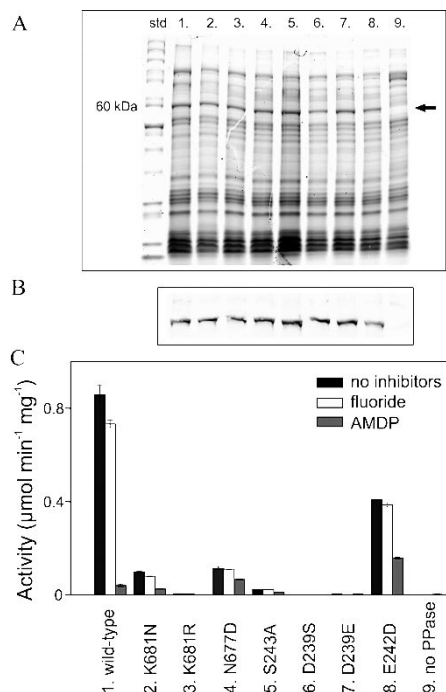 A
std 1. 2. 3. 4. 5. 6. 7. 8. 9.
60 kDa
B
C
Activity (µmol min⁻¹ mg⁻¹)
0.8
0.4
0
no inhibitors
fluoride
AMDP
1. wild-type
2. K681N
3. K681R
4. N677D
5. S243A
6. D239S
7. D239E
8. E242D
9. no PPase